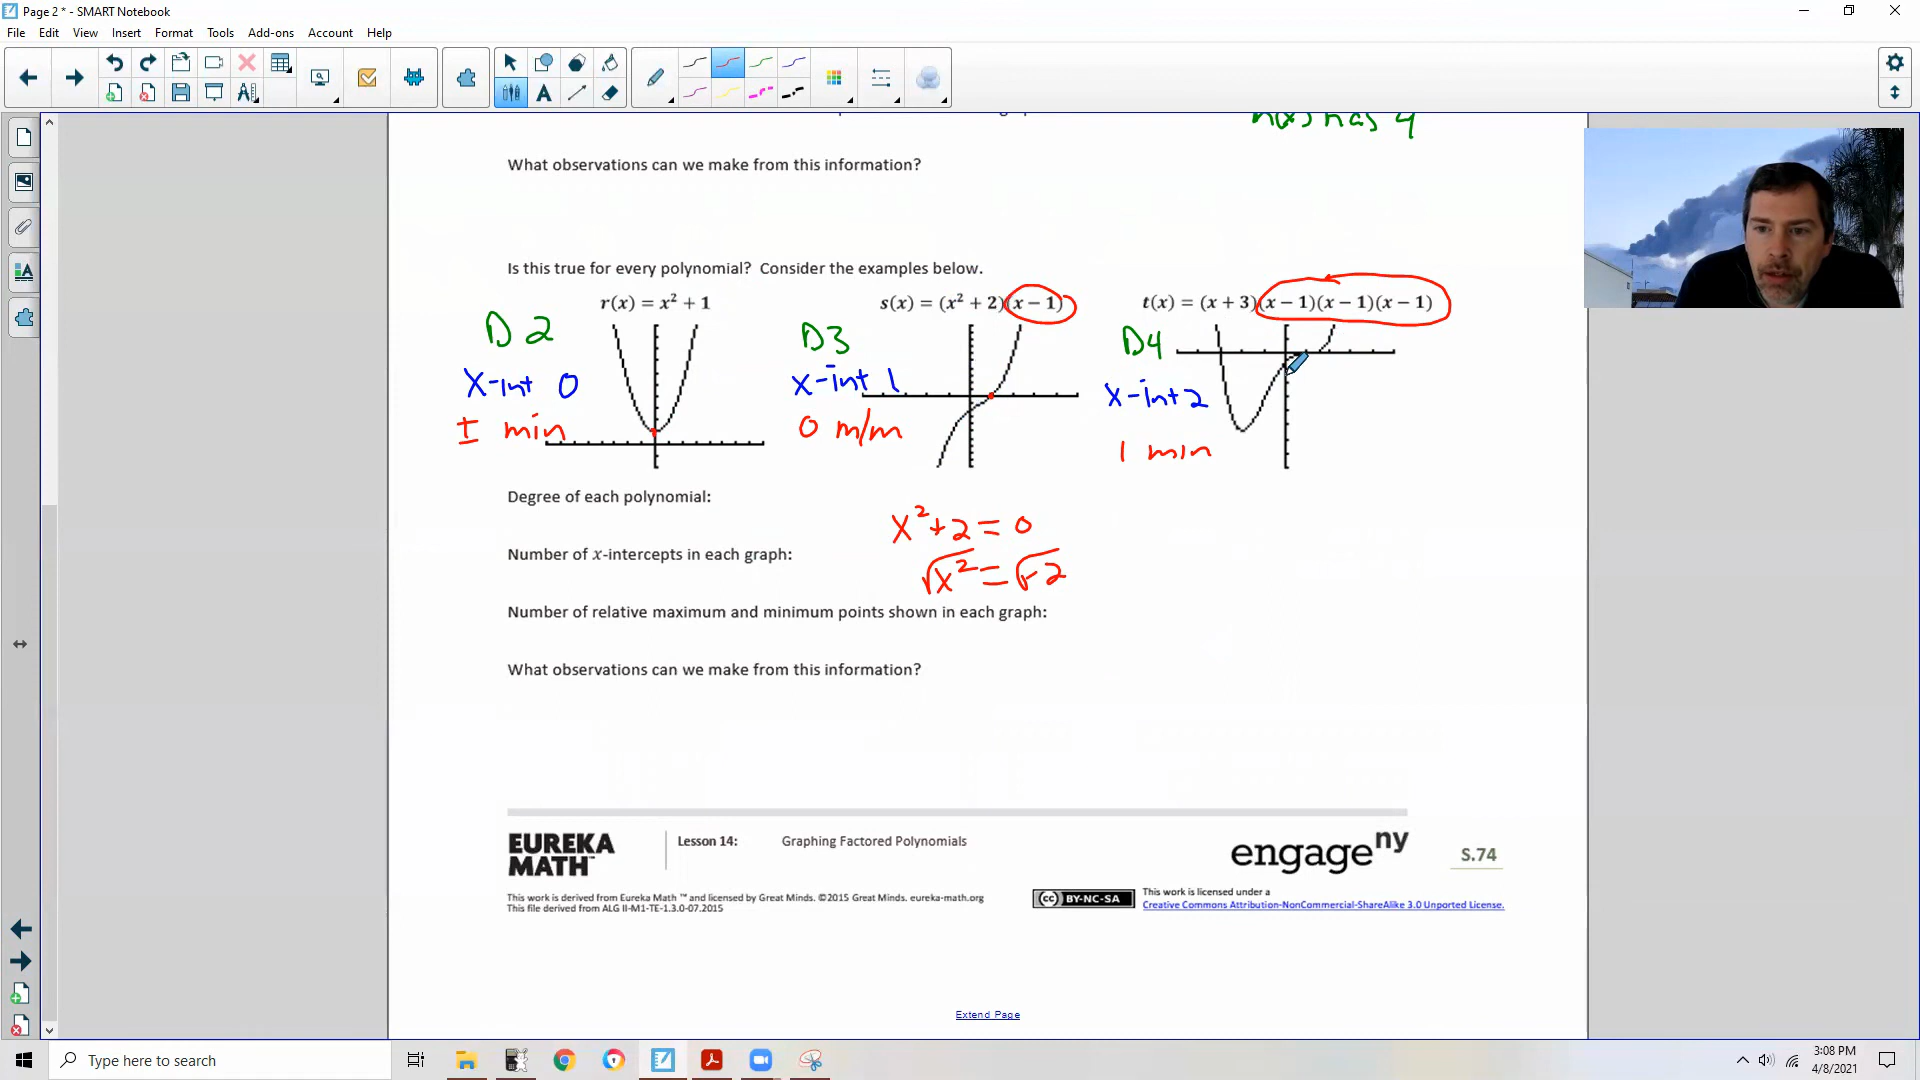 Page 2 * - SMART Notebook
File Edit View Insert Format Tools Add-ons Account Help
h(x) has 4
What observations can we make from this information?
Is this true for every polynomial? Consider the examples below.
r(x) = x² + 1
s(x) = (x² + 2)(x − 1)
t(x) = (x + 3)(x − 1)(x − 1)(x − 1)
D 2
D3
D4
x-int 0
x-int 1
x-int 2
± min
0 m/m
1 min
Degree of each polynomial:
x² + 2 = 0
Number of x-intercepts in each graph:
√x² = √-2
Number of relative maximum and minimum points shown in each graph:
What observations can we make from this information?
EUREKA MATH™
Lesson 14: Graphing Factored Polynomials
engage ny
S.74
This work is derived from Eureka Math ™ and licensed by Great Minds. ©2015 Great Minds. eureka-math.org
This file derived from ALG II-M1-TE-1.3.0-07.2015
CC BY-NC-SA
This work is licensed under a
Creative Commons Attribution-NonCommercial-ShareAlike 3.0 Unported License.
Extend Page
Type here to search
3:08 PM
4/8/2021